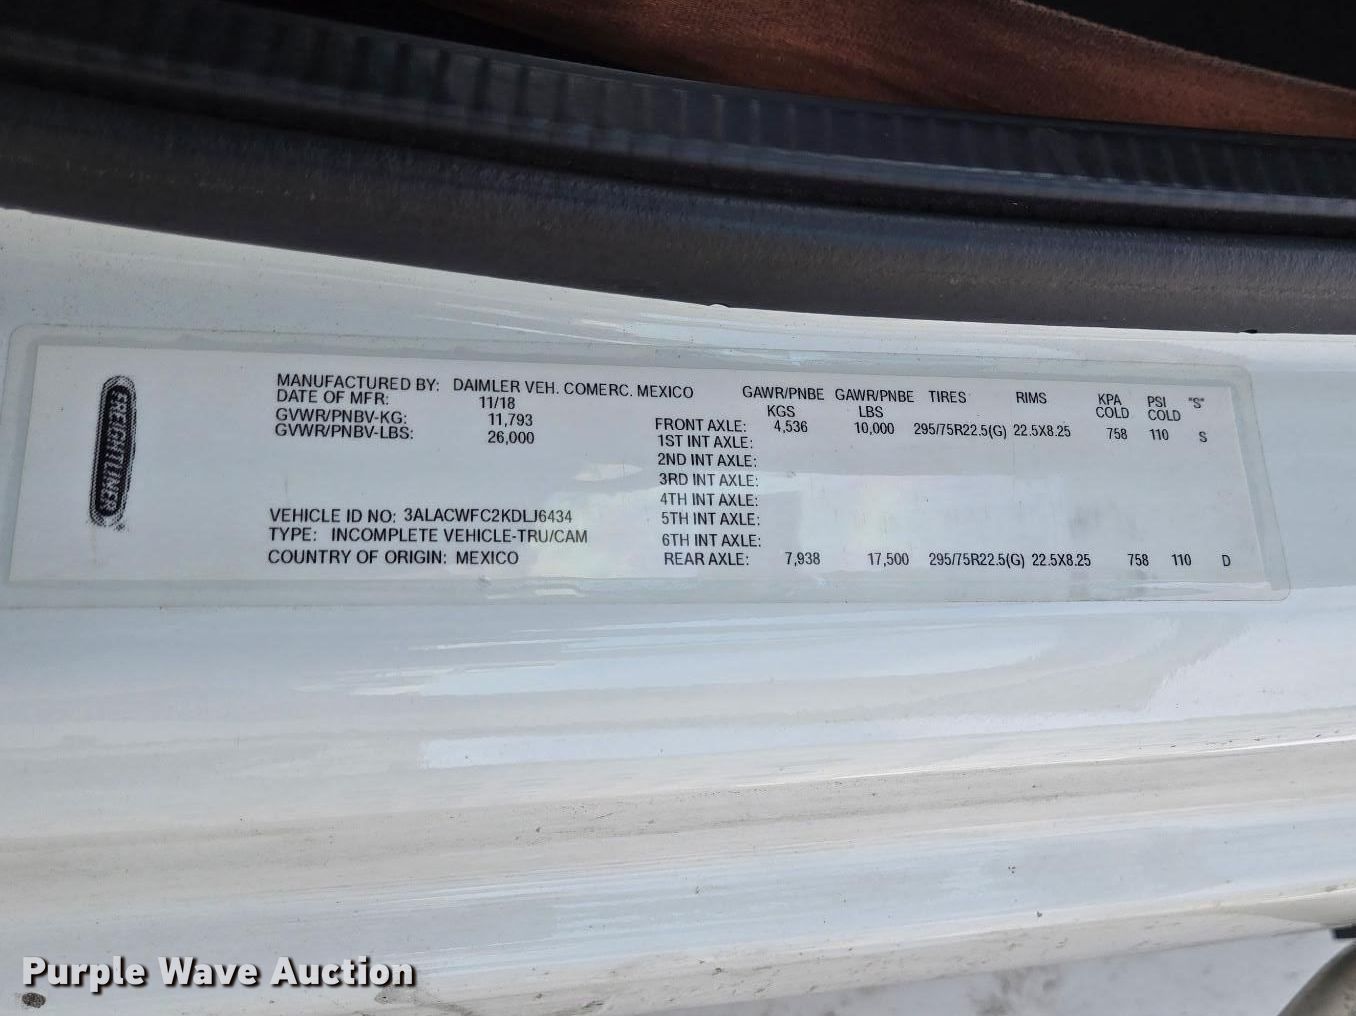 FREIGHTLINER
MANUFACTURED BY: DAIMLER VEH. COMERC. MEXICO
DATE OF MFR: 11/18
GVWR/PNBV-KG: 11,793
GVWR/PNBV-LBS: 26,000
VEHICLE ID NO: 3ALACWFC2KDLJ6434
TYPE: INCOMPLETE VEHICLE-TRU/CAM
COUNTRY OF ORIGIN: MEXICO
GAWR/PNBE KGS GAWR/PNBE LBS TIRES RIMS KPA COLD PSI COLD "S"
FRONT AXLE: 4,536 10,000 295/75R22.5(G) 22.5X8.25 758 110 S
1ST INT AXLE:
2ND INT AXLE:
3RD INT AXLE:
4TH INT AXLE:
5TH INT AXLE:
6TH INT AXLE:
REAR AXLE: 7,938 17,500 295/75R22.5(G) 22.5X8.25 758 110 D
Purple Wave Auction